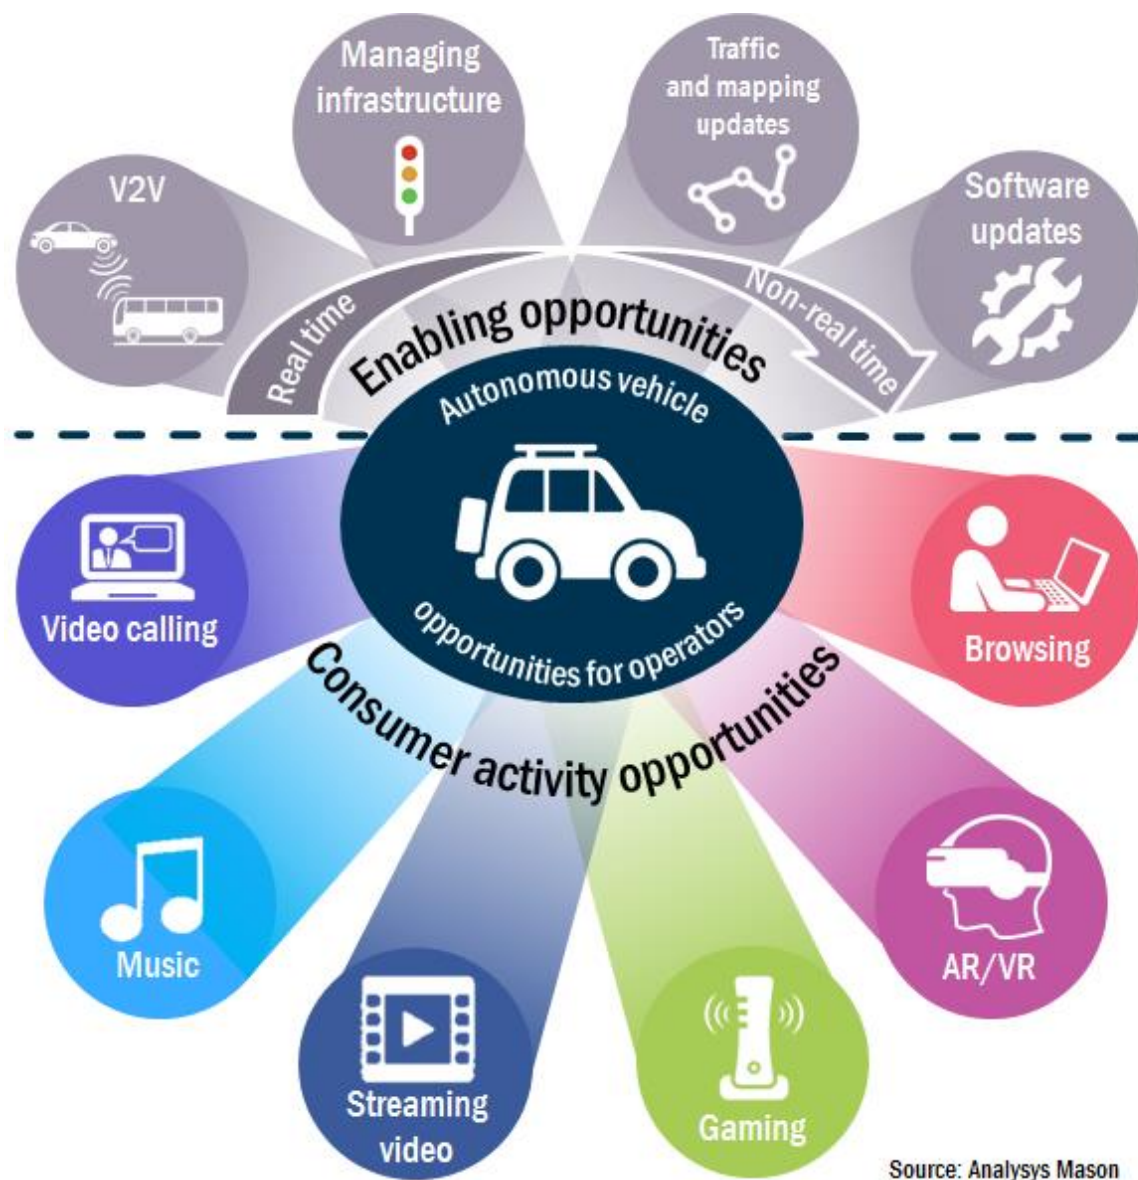 Managing
infrastructure
Traffic
and mapping
updates
V2V
Software
updates
Real time
Non-real time
Enabling opportunities
Autonomous vehicle
opportunities for operators
Video calling
Browsing
Consumer activity opportunities
Music
AR/VR
Streaming
video
Gaming
Source: Analysys Mason